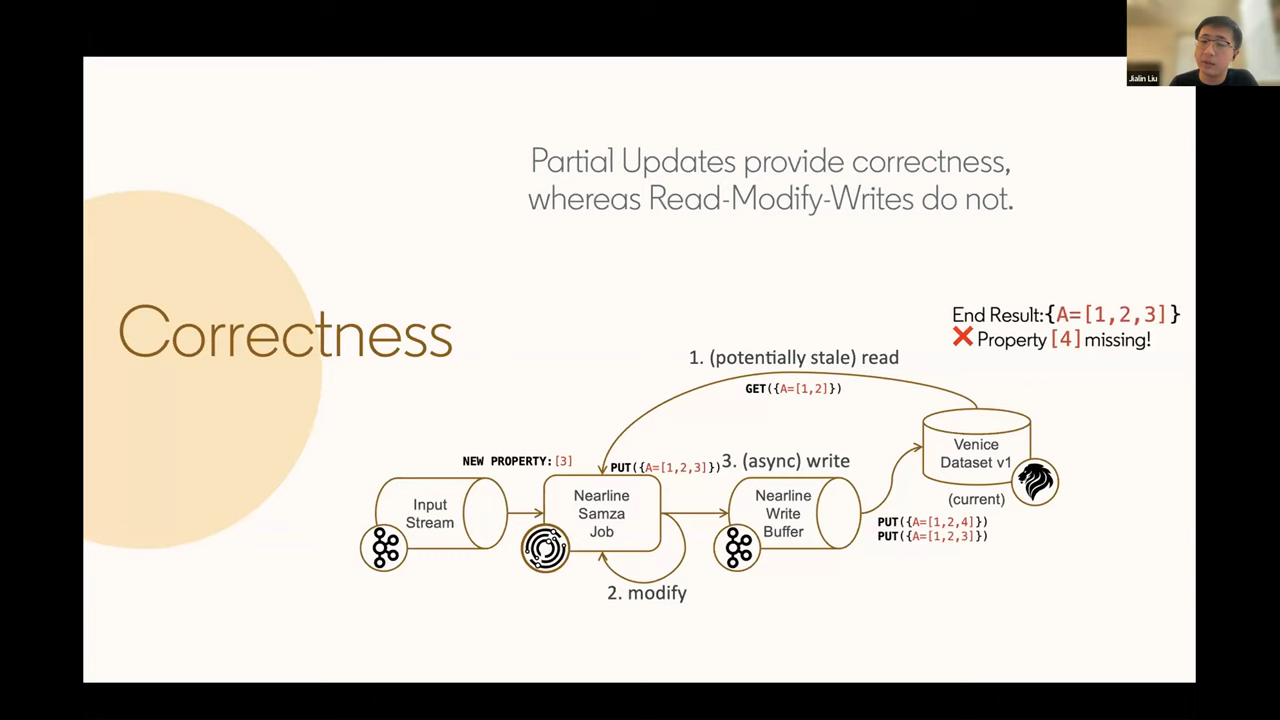 Jialin Liu
Partial Updates provide correctness,
whereas Read-Modify-Writes do not.
Correctness
End Result:{A=[1,2,3]}
❌ Property [4] missing!
1. (potentially stale) read
GET({A=[1,2]})
NEW PROPERTY:[3]
PUT({A=[1,2,3]})
3. (async) write
Input
Stream
Nearline
Samza
Job
Nearline
Write
Buffer
Venice
Dataset v1
(current)
PUT({A=[1,2,4]})
PUT({A=[1,2,3]})
2. modify